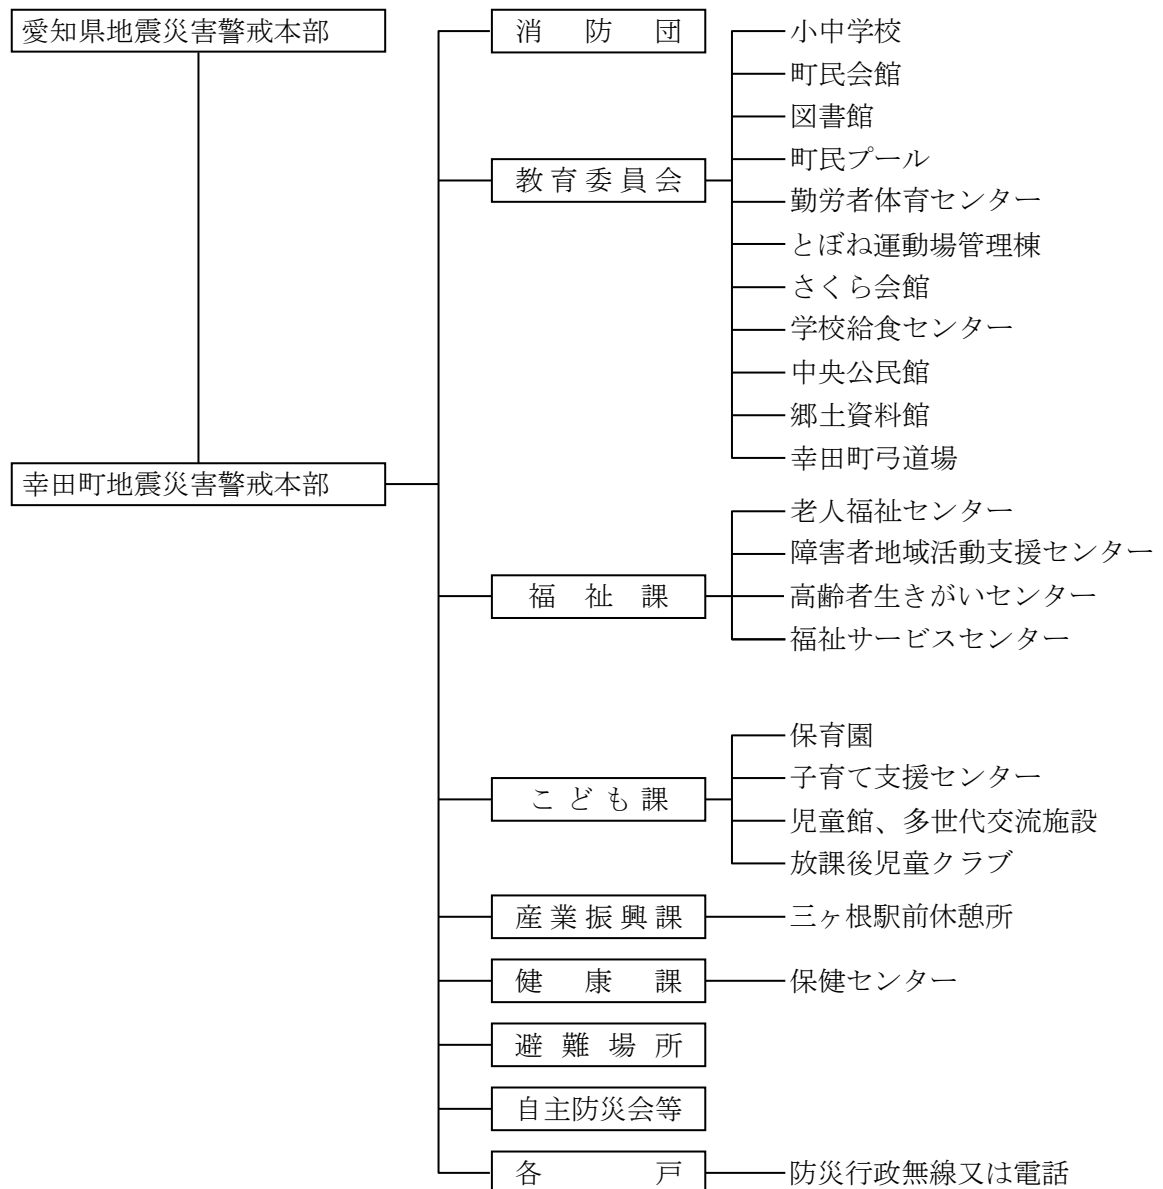 愛知県地震災害警戒本部
幸田町地震災害警戒本部
消防団
教育委員会
小中学校
町民会館
図書館
町民プール
勤労者体育センター
とぼね運動場管理棟
さくら会館
学校給食センター
中央公民館
郷土資料館
幸田町弓道場
福祉課
老人福祉センター
障害者地域活動支援センター
高齢者生きがいセンター
福祉サービスセンター
こども課
保育園
子育て支援センター
児童館、多世代交流施設
放課後児童クラブ
産業振興課
三ヶ根駅前休憩所
健康課
保健センター
避難場所
自主防災会等
各戸
防災行政無線又は電話